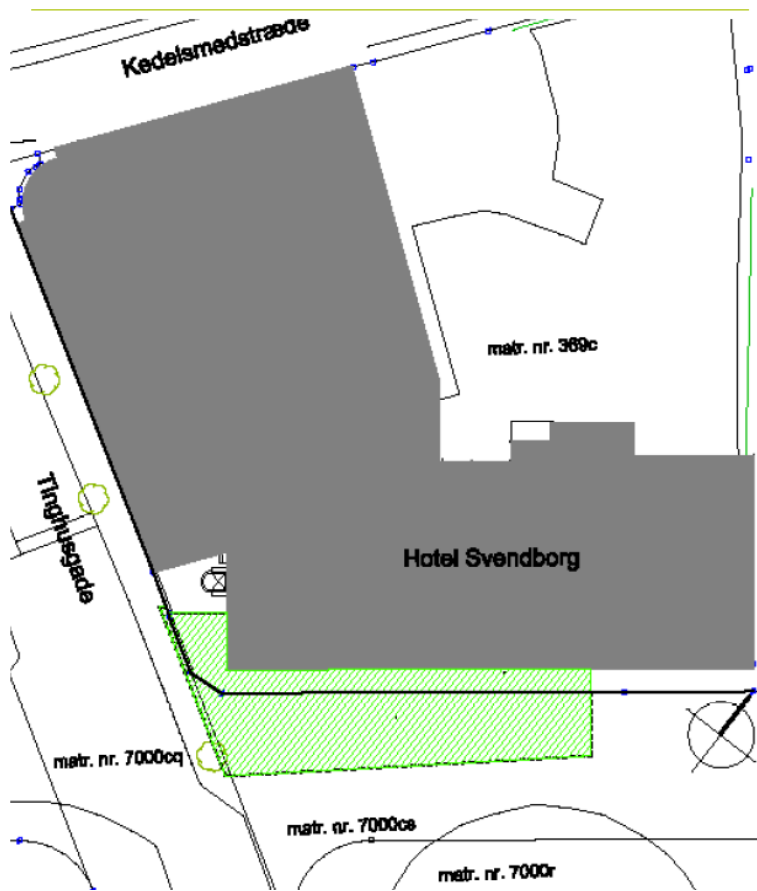 Kedelsmedstræde
matr. nr. 369c
Tinghusgade
Hotel Svendborg
matr. nr. 7000cq
matr. nr. 7000cs
matr. nr. 7000r